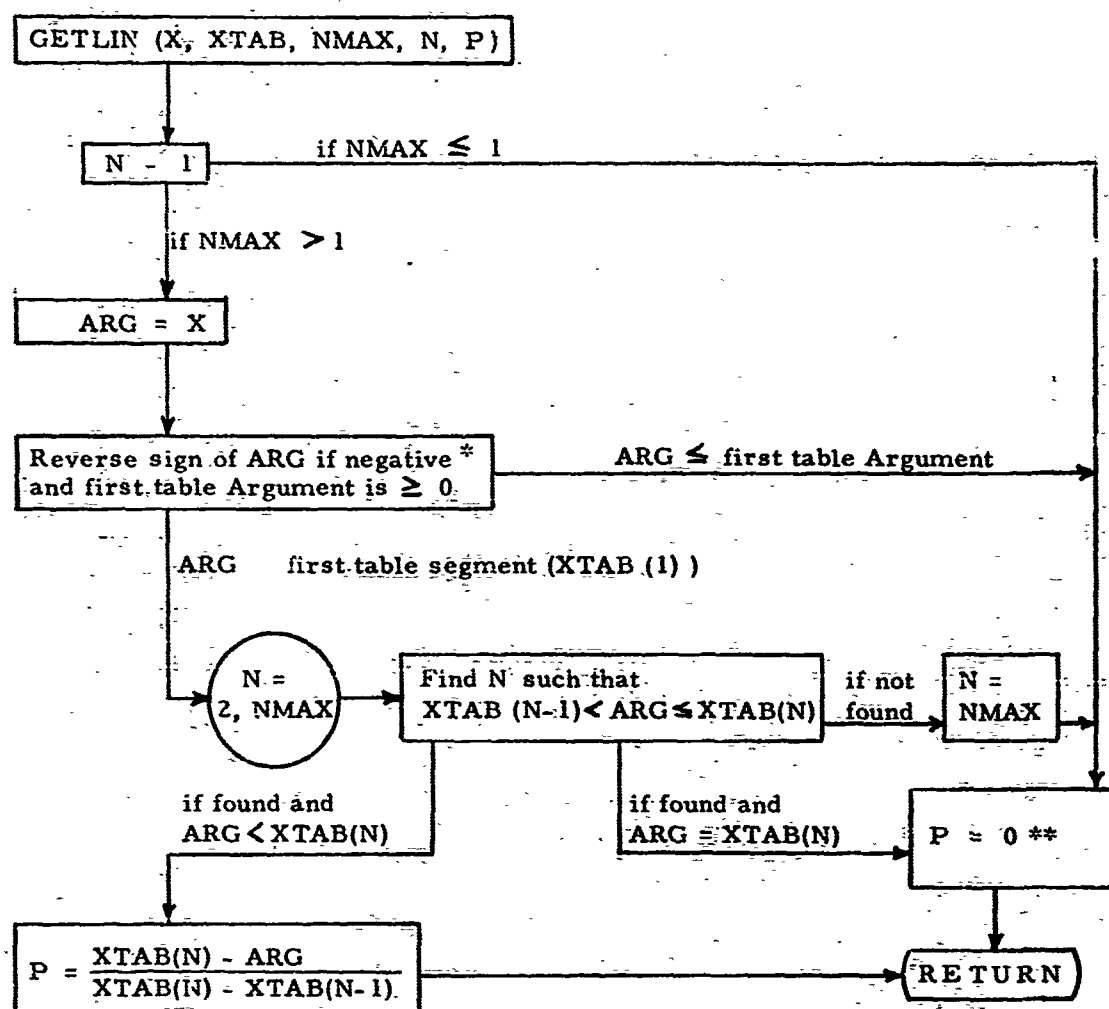 GETLIN (X, XTAB, NMAX, N, P)
N - 1
if NMAX ≤ 1
if NMAX > 1
ARG = X
Reverse sign of ARG if negative *
and first table Argument is ≥ 0
ARG ≤ first table Argument
ARG first table segment (XTAB (1) )
N =
2, NMAX
Find N such that
XTAB (N-1)< ARG≤XTAB(N)
if not
found
N =
NMAX
if found and
ARG < XTAB(N)
if found and
ARG = XTAB(N)
P = 0 **
P = XTAB(N) - ARG
XTAB(N) - XTAB(N-1)
RETURN